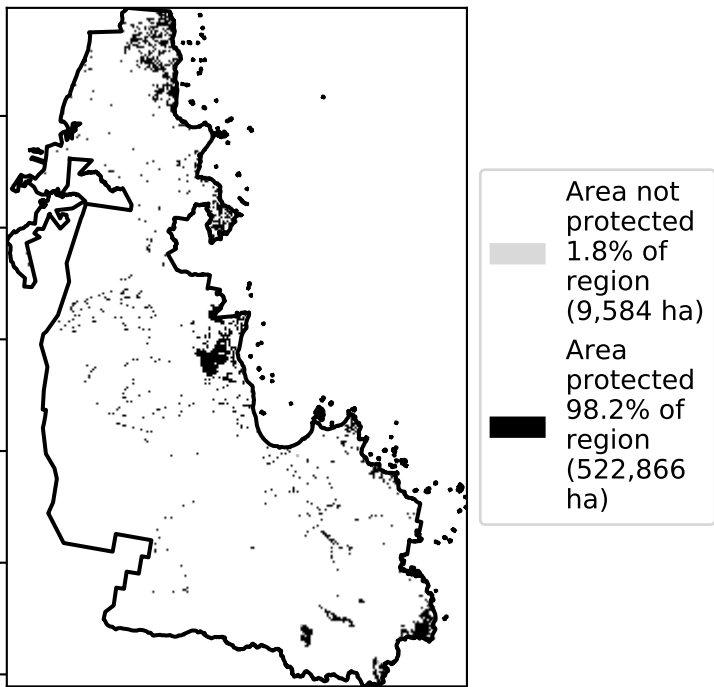 Area not
protected
1.8% of
region
(9,584 ha)
Area
protected
98.2% of
region
(522,866
ha)